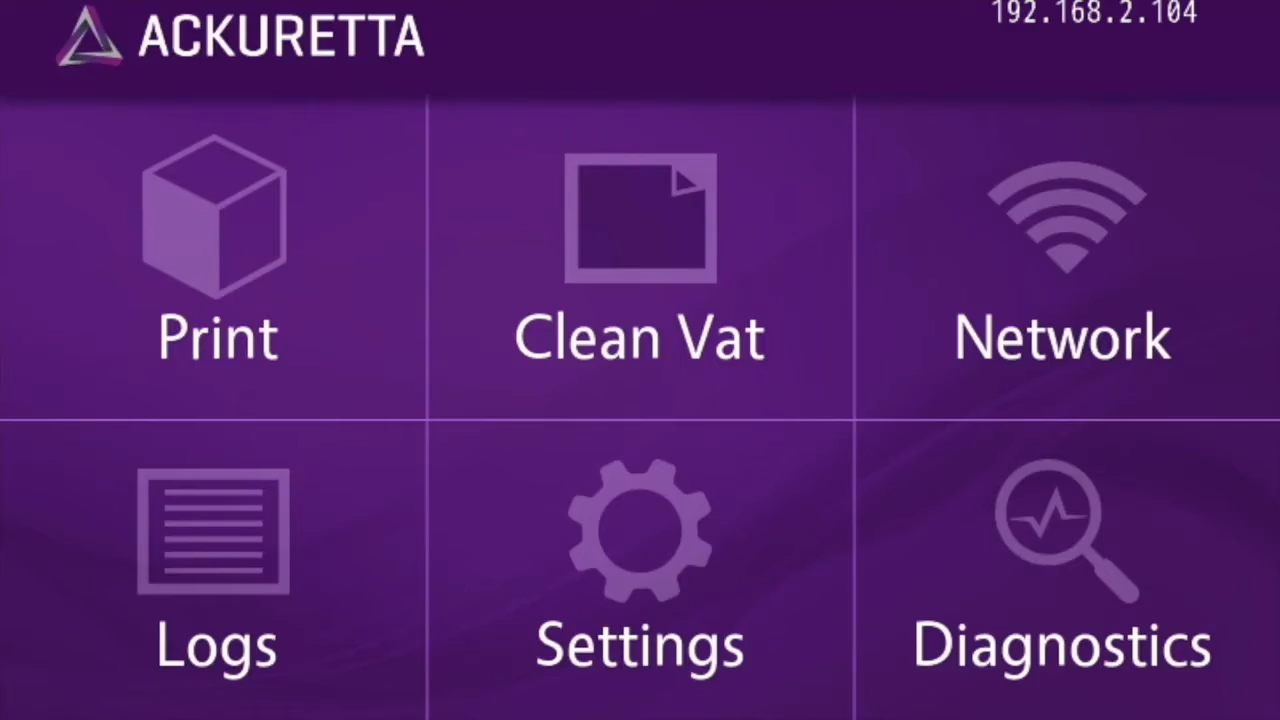 ACKURETTA
192.168.2.104
Print
Clean Vat
Network
Logs
Settings
Diagnostics